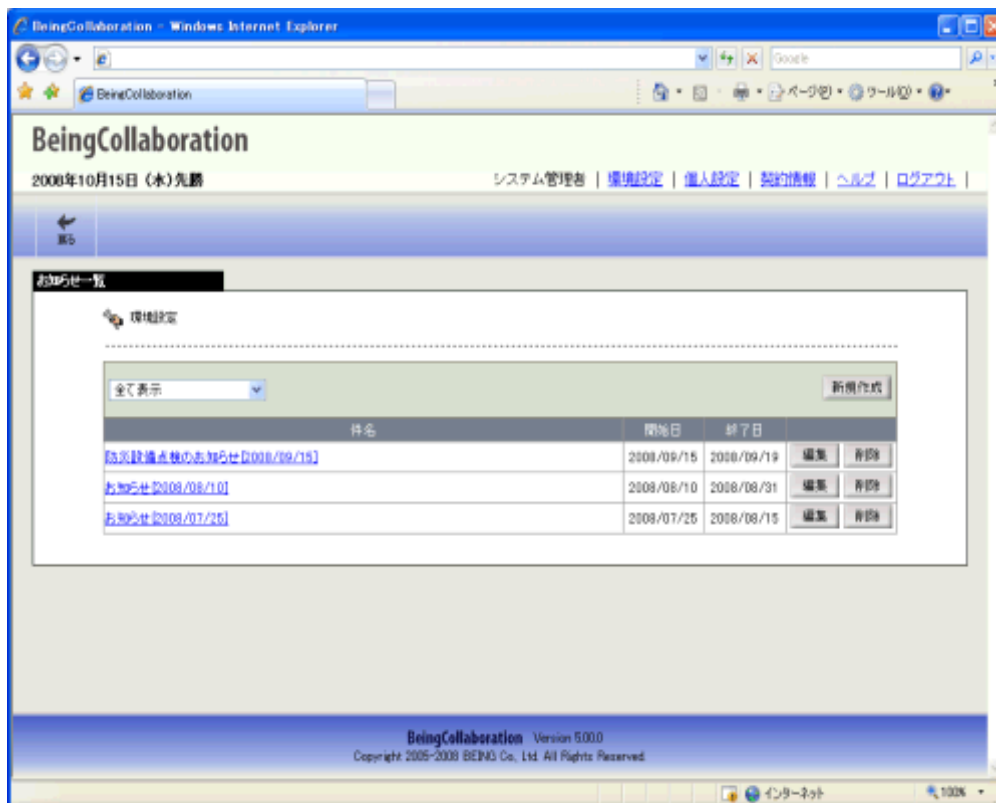 BeingCollaboration - Windows Internet Explorer
Google
BeingCollaboration
ページ(P) ツール(O)
BeingCollaboration
2008年10月15日（水）先勝
システム管理者 | 環境設定 | 個人設定 | 契約情報 | ヘルプ | ログアウト |
戻る
お知らせ一覧
環境設定
全て表示 新規作成
件名 開始日 終了日
防災設備点検のお知らせ[2008/09/15] 2008/09/15 2008/09/19 編集 削除
お知らせ[2008/08/10] 2008/08/10 2008/08/31 編集 削除
お知らせ[2008/07/25] 2008/07/25 2008/08/15 編集 削除
BeingCollaboration Version 5.00.0
Copyright 2005-2008 BEING Co., Ltd. All Rights Reserved.
インターネット 100%